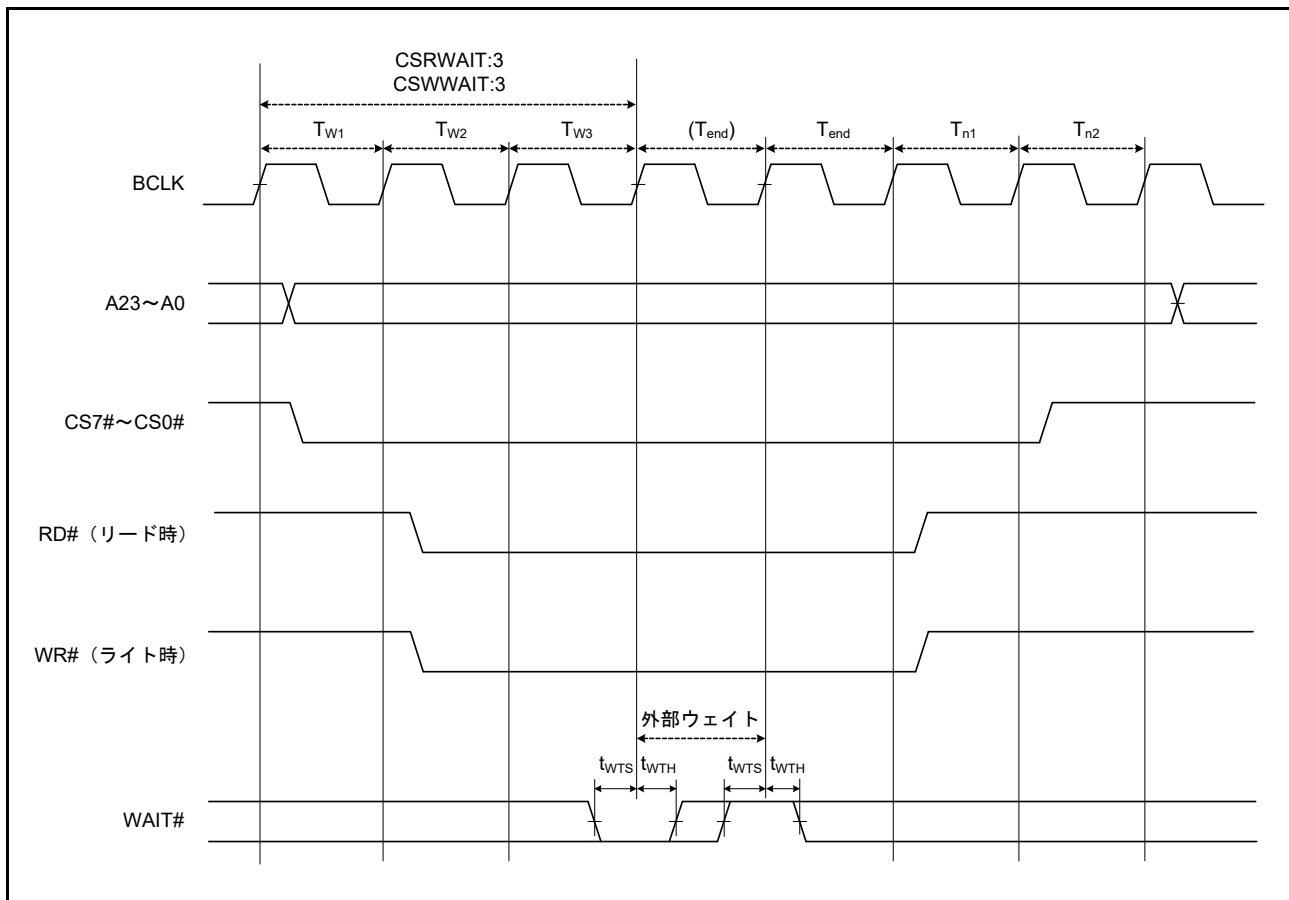 CSRWAIT:3
CSWWAIT:3
TW1 TW2 TW3 (Tend) Tend Tn1 Tn2
BCLK
A23～A0
CS7#～CS0#
RD#（リード時）
WR#（ライト時）
外部ウェイト
tWTS tWTH tWTS tWTH
WAIT#